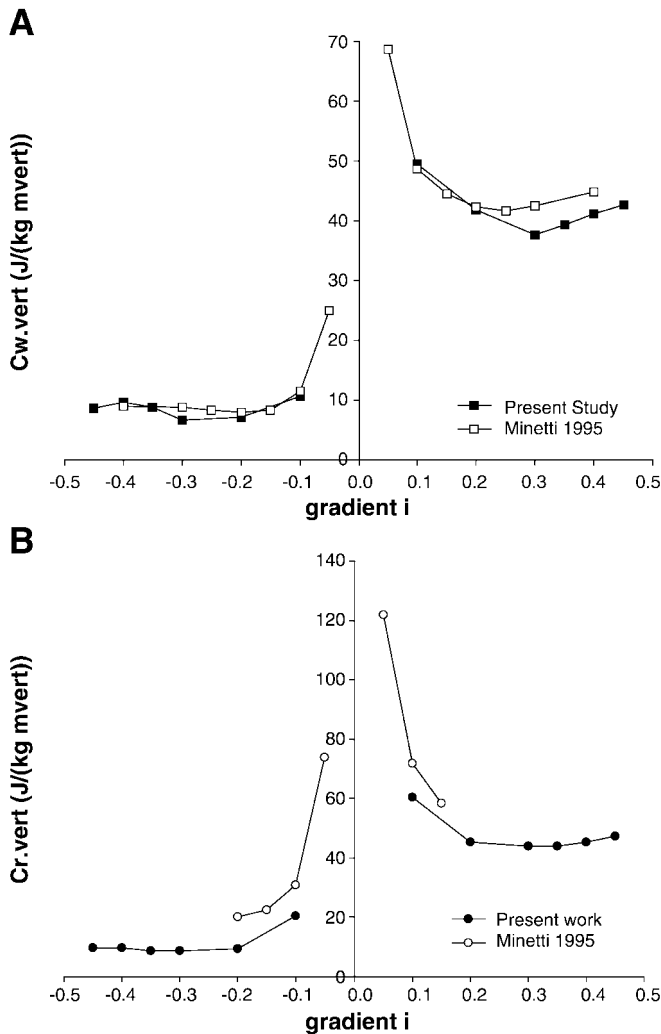 A
Cw.vert (J/(kg mvert))
70
60
50
40
30
20
10
0
Present Study
Minetti 1995
-0.5 -0.4 -0.3 -0.2 -0.1 0.0 0.1 0.2 0.3 0.4 0.5
gradient i
B
Cr.vert (J/(kg mvert))
140
120
100
80
60
40
20
0
Present work
Minetti 1995
-0.5 -0.4 -0.3 -0.2 -0.1 0.0 0.1 0.2 0.3 0.4 0.5
gradient i